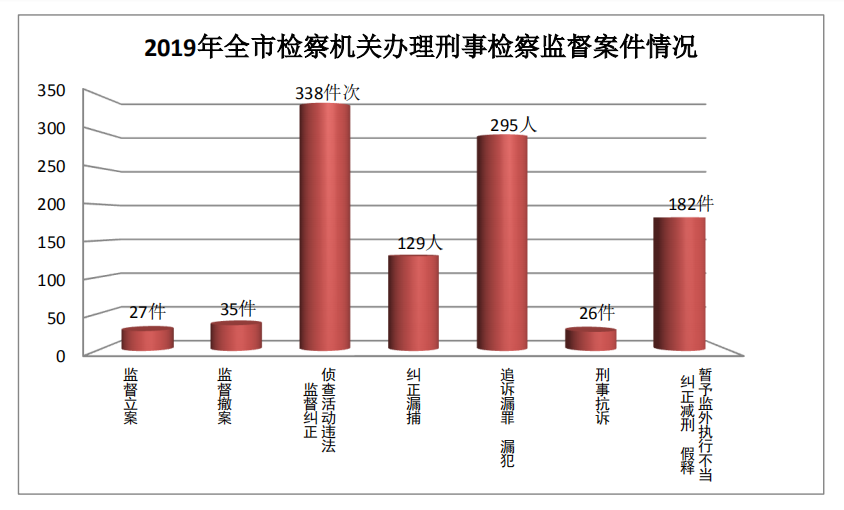 2019年全市检察机关办理刑事检察监督案件情况
350
300
250
200
150
100
50
0
27件
35件
338件次
129人
295人
26件
182件
监督立案
监督撤案
侦查活动违法
监督纠正
纠正漏捕
追诉漏罪 漏犯
刑事抗诉
暂予监外执行不当
纠正减刑 假释